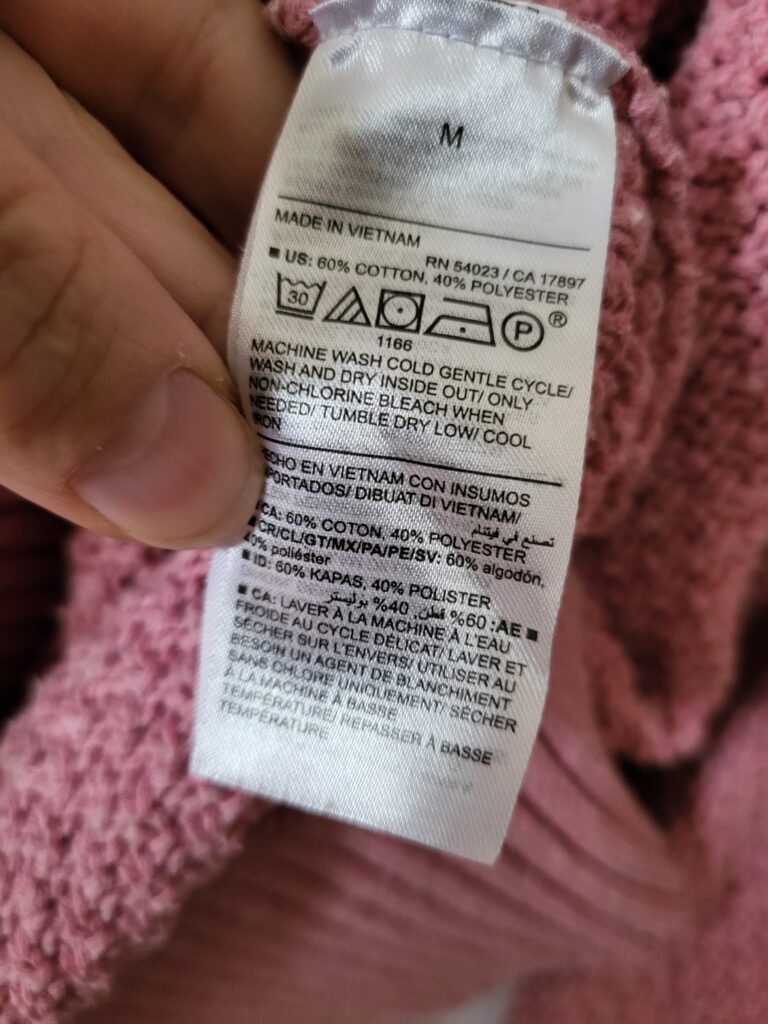 M
MADE IN VIETNAM
RN 54023 / CA 17897
■ US: 60% COTTON, 40% POLYESTER
30 P ®
1166
MACHINE WASH COLD GENTLE CYCLE/
WASH AND DRY INSIDE OUT/ ONLY
NON-CHLORINE BLEACH WHEN
NEEDED/ TUMBLE DRY LOW/ COOL
IRON
ECHO EN VIETNAM CON INSUMOS
PORTADOS/ DIBUAT DI VIETNAM/
تصنع في فيتنام
CA: 60% COTON, 40% POLYESTER
■ CR/CL/GT/MX/PA/PE/SV: 60% algodón,
0% poliéster
■ ID: 60% KAPAS, 40% POLISTER
■ AE: 60% قطن, 40% بوليستر
■ CA: LAVER À LA MACHINE À L'EAU
FROIDE AU CYCLE DÉLICAT/ LAVER ET
SÉCHER SUR L'ENVERS/ UTILISER AU
BESOIN UN AGENT DE BLANCHIMENT
SANS CHLORE UNIQUEMENT/ SÉCHER
À LA MACHINE À BASSE
TEMPÉRATURE/ REPASSER À BASSE
TEMPÉRATURE